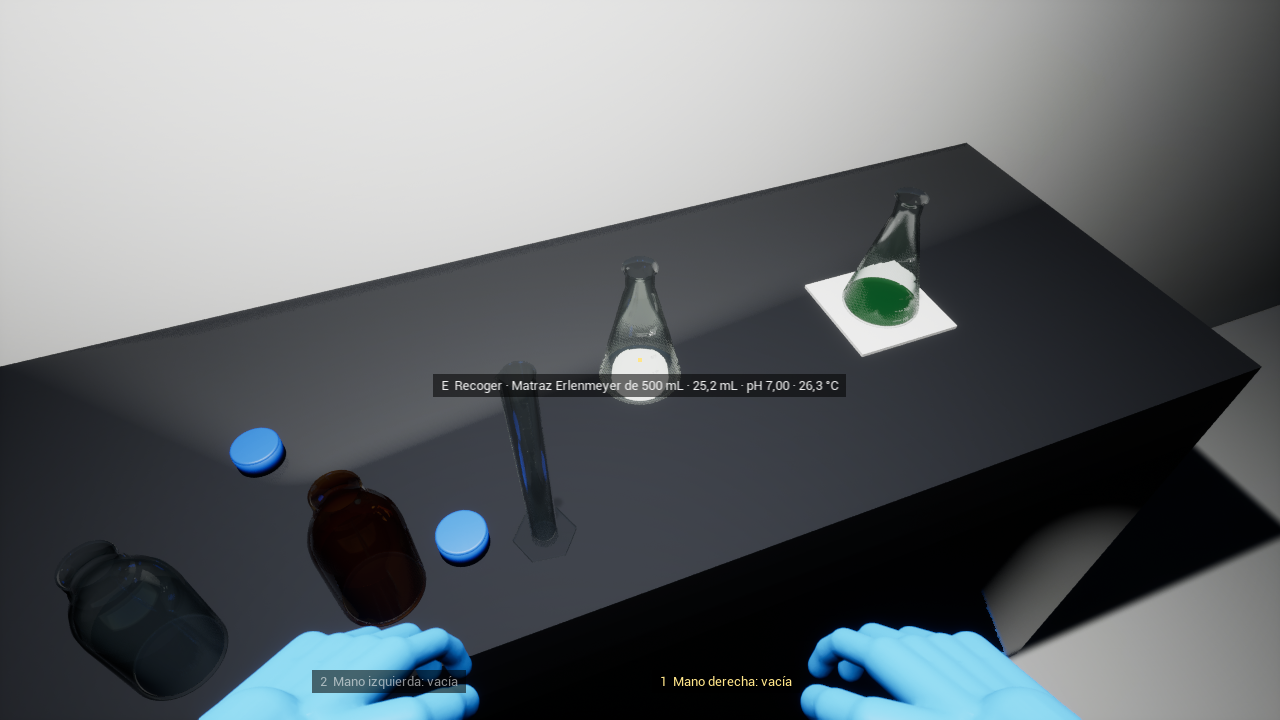 E Recoger · Matraz Erlenmeyer de 500 mL · 25,2 mL · pH 7,00 · 26,3 °C
2 Mano izquierda: vacía
1 Mano derecha: vacía